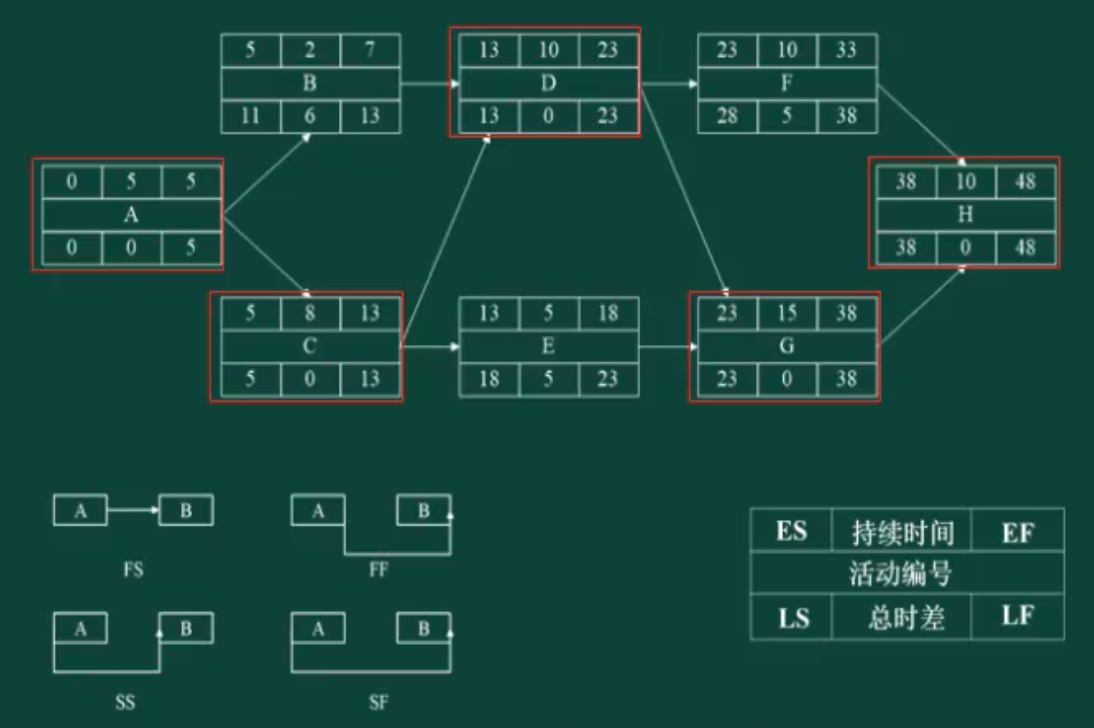 5 2 7
B
11 6 13
13 10 23
D
13 0 23
23 10 33
F
28 5 38
0 5 5
A
0 0 5
38 10 48
H
38 0 48
5 8 13
C
5 0 13
13 5 18
E
18 5 23
23 15 38
G
23 0 38
A B
FS
A B
FF
A B
SS
A B
SF
ES 持续时间 EF
活动编号
LS 总时差 LF